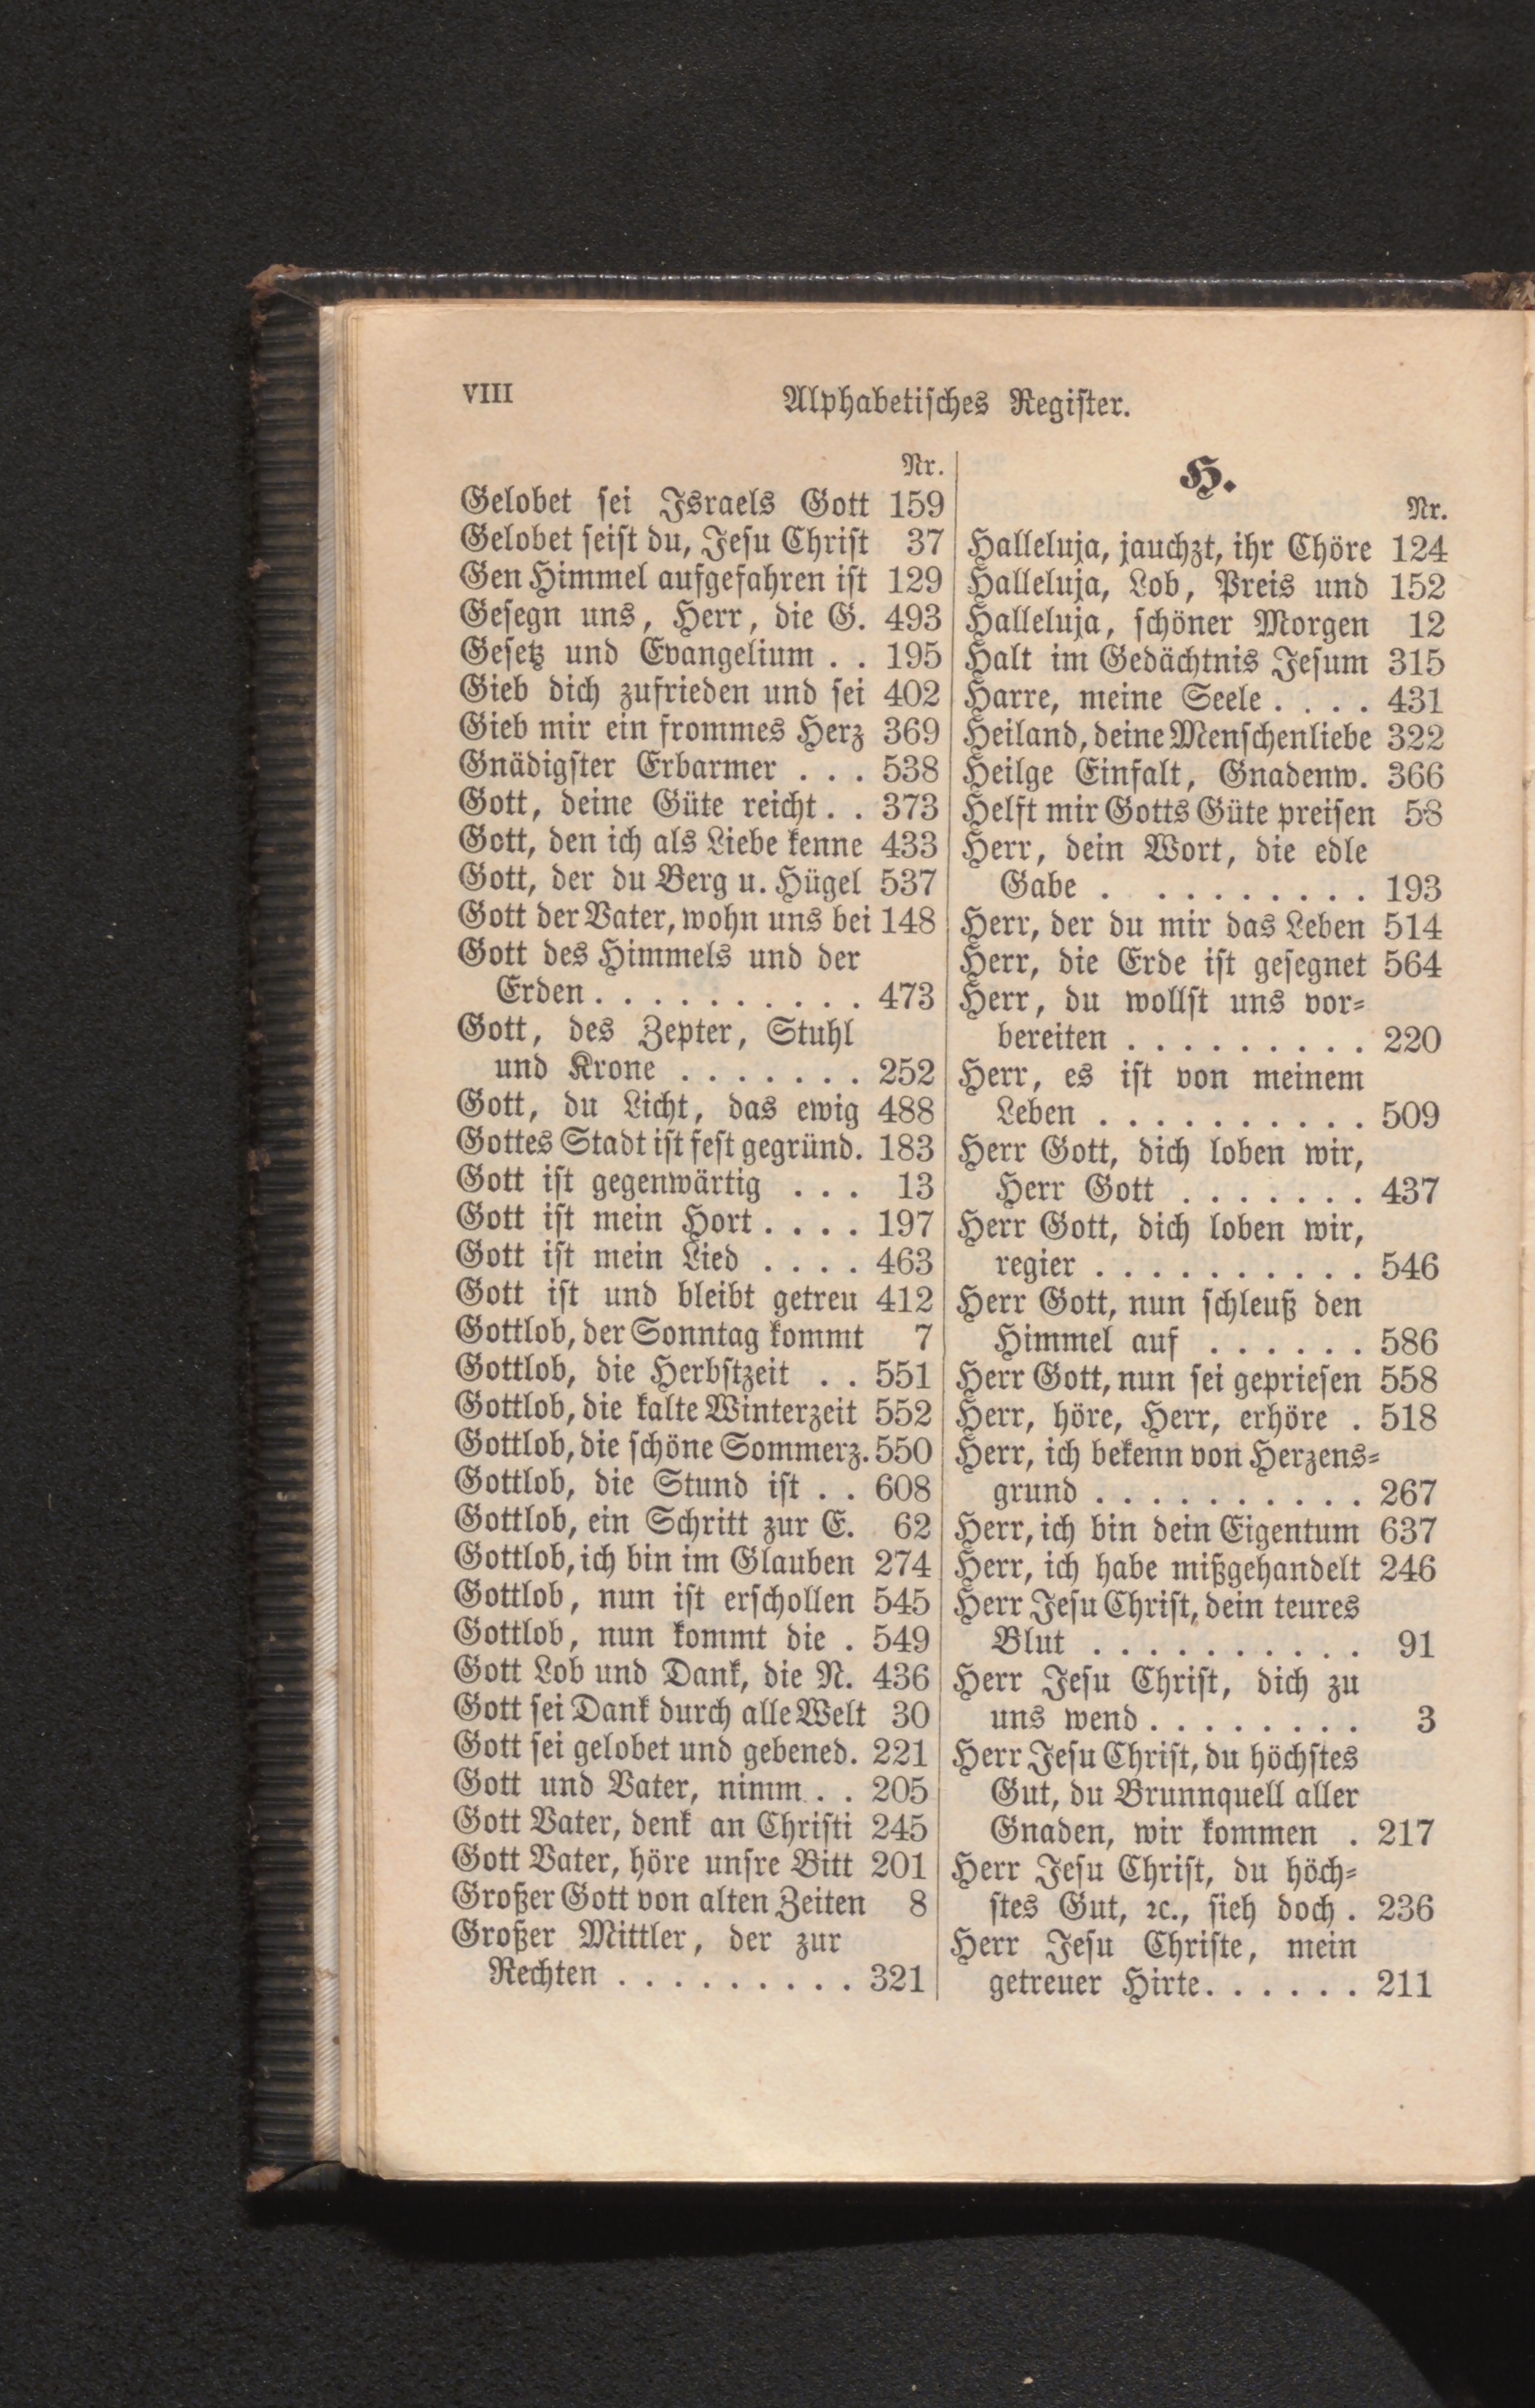 VIII
Alphabetisches Register.
Nr.
Gelobet sei Israels Gott 159
Gelobet seist du, Jesu Christ 37
Gen Himmel aufgefahren ist 129
Gesegn uns, Herr, die G. 493
Gesetz und Evangelium . . 195
Gieb dich zufrieden und sei 402
Gieb mir ein frommes Herz 369
Gnädigster Erbarmer . . . 538
Gott, deine Güte reicht . . 373
Gott, den ich als Liebe kenne 433
Gott, der du Berg u. Hügel 537
Gott der Vater, wohn uns bei 148
Gott des Himmels und der
Erden . . . . . . . . . . 473
Gott, des Zepter, Stuhl
und Krone . . . . . . . 252
Gott, du Licht, das ewig 488
Gottes Stadt ist fest gegründ. 183
Gott ist gegenwärtig . . . 13
Gott ist mein Hort . . . . 197
Gott ist mein Lied . . . . 463
Gott ist und bleibt getreu 412
Gottlob, der Sonntag kommt 7
Gottlob, die Herbstzeit . . 551
Gottlob, die kalte Winterzeit 552
Gottlob, die schöne Sommerz. 550
Gottlob, die Stund ist . . 608
Gottlob, ein Schritt zur E. 62
Gottlob, ich bin im Glauben 274
Gottlob, nun ist erschollen 545
Gottlob, nun kommt die . 549
Gott Lob und Dank, die N. 436
Gott sei Dank durch alle Welt 30
Gott sei gelobet und gebened. 221
Gott und Vater, nimm . . 205
Gott Vater, denk an Christi 245
Gott Vater, höre unsre Bitt 201
Großer Gott von alten Zeiten 8
Großer Mittler, der zur
Rechten . . . . . . . . . 321
H.
Nr.
Halleluja, jauchzt, ihr Chöre 124
Halleluja, Lob, Preis und 152
Halleluja, schöner Morgen 12
Halt im Gedächtnis Jesum 315
Harre, meine Seele . . . . 431
Heiland, deine Menschenliebe 322
Heilge Einfalt, Gnadenw. 366
Helft mir Gotts Güte preisen 58
Herr, dein Wort, die edle
Gabe . . . . . . . . . 193
Herr, der du mir das Leben 514
Herr, die Erde ist gesegnet 564
Herr, du wollst uns vor-
bereiten . . . . . . . . . 220
Herr, es ist von meinem
Leben . . . . . . . . . . 509
Herr Gott, dich loben wir,
Herr Gott . . . . . . . 437
Herr Gott, dich loben wir,
regier . . . . . . . . . . 546
Herr Gott, nun schleuß den
Himmel auf . . . . . . 586
Herr Gott, nun sei gepriesen 558
Herr, höre, Herr, erhöre . 518
Herr, ich bekenn von Herzens-
grund . . . . . . . . . . 267
Herr, ich bin dein Eigentum 637
Herr, ich habe mißgehandelt 246
Herr Jesu Christ, dein teures
Blut . . . . . . . . . . 91
Herr Jesu Christ, dich zu
uns wend . . . . . . . . 3
Herr Jesu Christ, du höchstes
Gut, du Brunnquell aller
Gnaden, wir kommen . 217
Herr Jesu Christ, du höch-
stes Gut, ꝛc., sieh doch . 236
Herr Jesu Christe, mein
getreuer Hirte . . . . . . 211